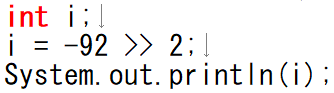 int i;↓
i = -92 >> 2;↓
System.out.println(i);